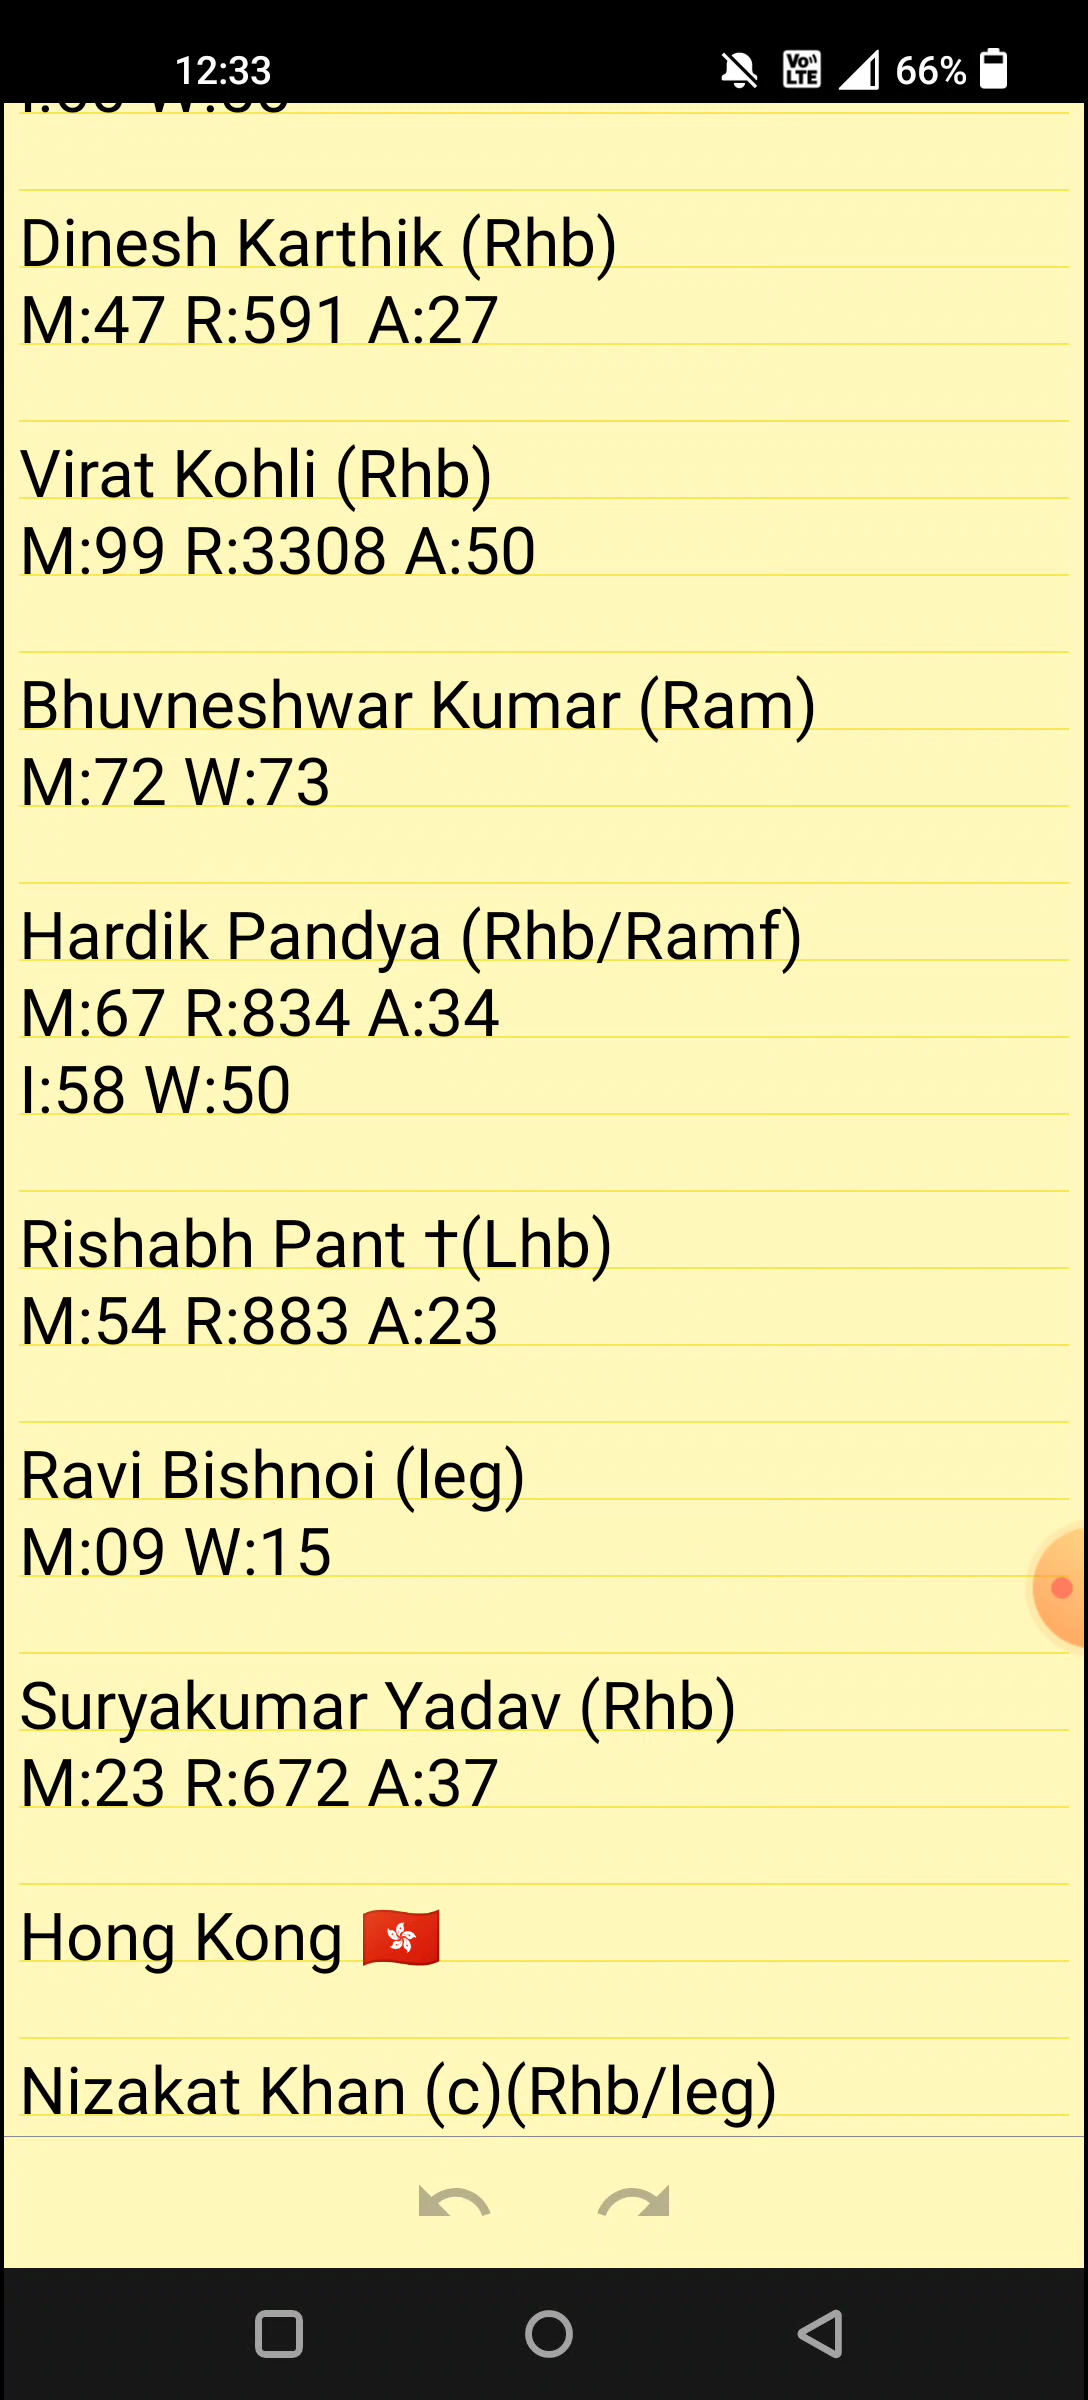 12:33 Vo)) LTE 66%
Dinesh Karthik (Rhb)
M:47 R:591 A:27
Virat Kohli (Rhb)
M:99 R:3308 A:50
Bhuvneshwar Kumar (Ram)
M:72 W:73
Hardik Pandya (Rhb/Ramf)
M:67 R:834 A:34
I:58 W:50
Rishabh Pant †(Lhb)
M:54 R:883 A:23
Ravi Bishnoi (leg)
M:09 W:15
Suryakumar Yadav (Rhb)
M:23 R:672 A:37
Hong Kong 🇭🇰
Nizakat Khan (c)(Rhb/leg)